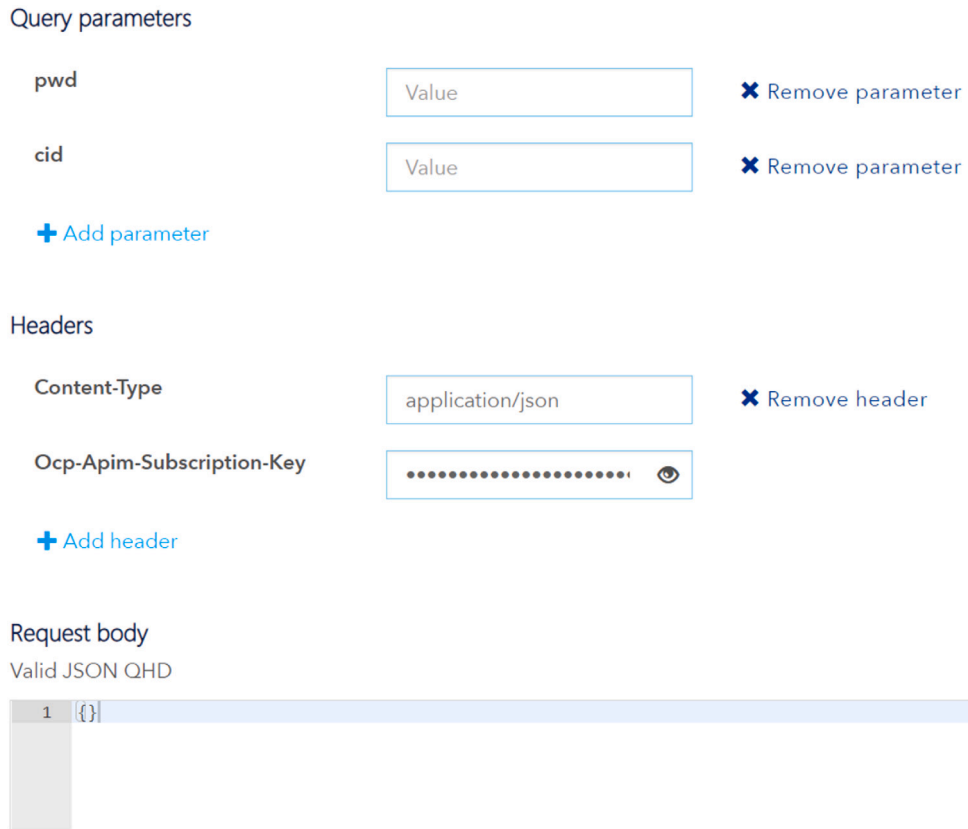 Query parameters
pwd Value ✖ Remove parameter
cid Value ✖ Remove parameter
✚ Add parameter
Headers
Content-Type application/json ✖ Remove header
Ocp-Apim-Subscription-Key ••••••••••••••••••••••
✚ Add header
Request body
Valid JSON QHD
1 {}